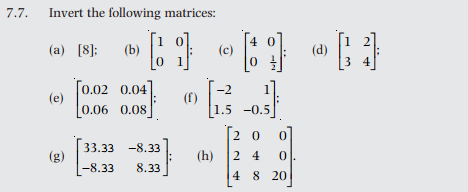 7.7. Invert the following matrices:
(a) [8]; (b) [1 0; 0 1]; (c) [4 0; 0 1/2]; (d) [1 2; 3 4];
(e) [0.02 0.04; 0.06 0.08]; (f) [-2 1; 1.5 -0.5];
(g) [33.33 -8.33; -8.33 8.33]; (h) [2 0 0; 2 4 0; 4 8 20].